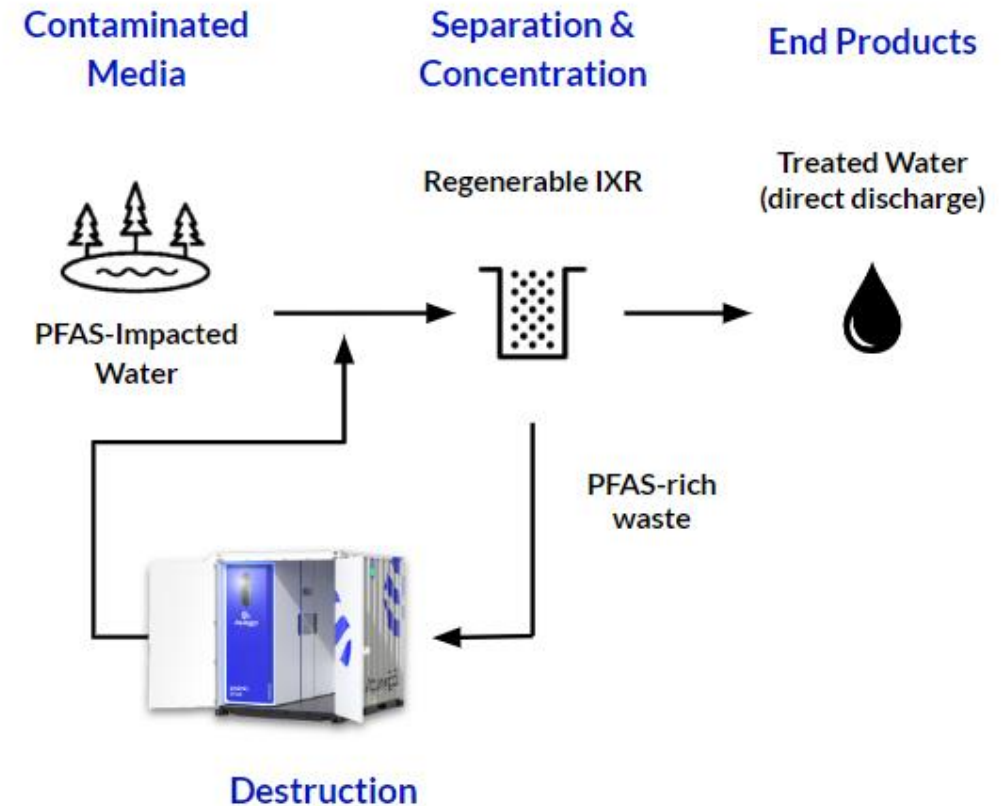 Contaminated
Media
Separation &
Concentration
End Products
Regenerable IXR
Treated Water
(direct discharge)
PFAS-Impacted
Water
PFAS-rich
waste
Destruction